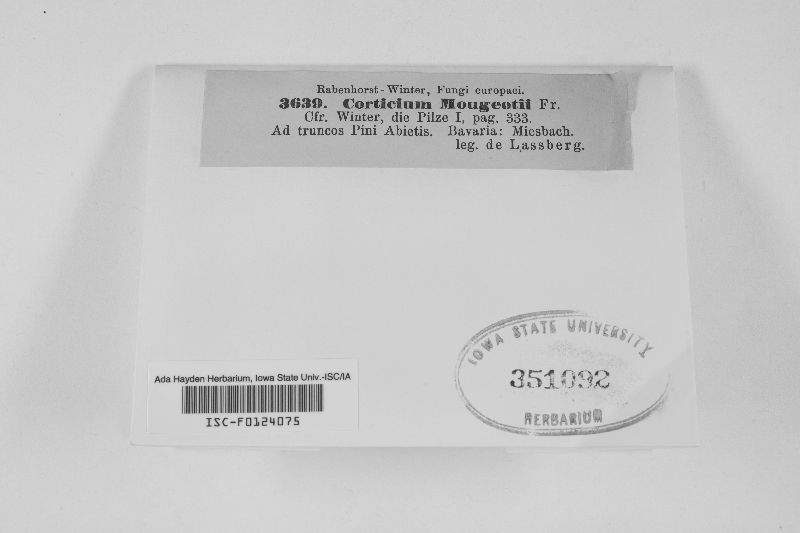 Rabenhorst-Winter, Fungi europaei.
3639. Corticium Mougeotii Fr.
Cfr. Winter, die Pilze I, pag. 333.
Ad truncos Pini Abietis. Bavaria: Miesbach.
leg. de Lassberg.
IOWA STATE UNIVERSITY
351092
HERBARIUM
Ada Hayden Herbarium, Iowa State Univ.-ISC/IA
ISC-F0124075